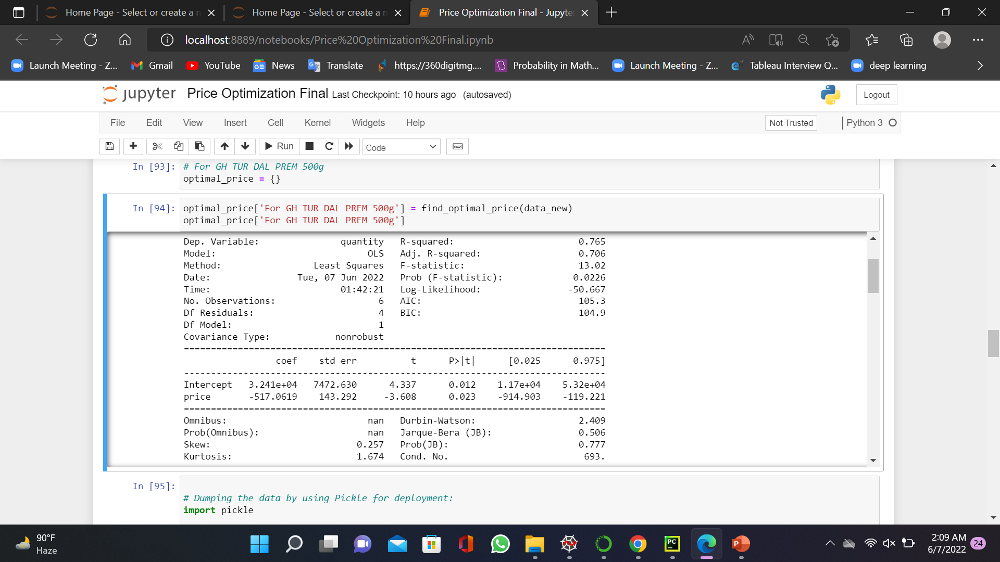 Home Page - Select or create a n
Home Page - Select or create a n
Price Optimization Final - Jupyte
localhost:8889/notebooks/Price%20Optimization%20Final.ipynb
Launch Meeting - Z...
Gmail
YouTube
News
Translate
https://360digitmg....
Probability in Math...
Launch Meeting - Z...
Tableau Interview Q...
deep learning
jupyter Price Optimization Final Last Checkpoint: 10 hours ago (autosaved)
Logout
File Edit View Insert Cell Kernel Widgets Help
Not Trusted
Python 3
Run
Code
In [93]: # For GH TUR DAL PREM 500g
optimal_price = {}
In [94]: optimal_price['For GH TUR DAL PREM 500g'] = find_optimal_price(data_new)
optimal_price['For GH TUR DAL PREM 500g']
Dep. Variable: quantity R-squared: 0.765
Model: OLS Adj. R-squared: 0.706
Method: Least Squares F-statistic: 13.02
Date: Tue, 07 Jun 2022 Prob (F-statistic): 0.0226
Time: 01:42:21 Log-Likelihood: -50.667
No. Observations: 6 AIC: 105.3
Df Residuals: 4 BIC: 104.9
Df Model: 1
Covariance Type: nonrobust
==============================================================================
coef std err t P>|t| [0.025 0.975]
------------------------------------------------------------------------------
Intercept 3.241e+04 7472.630 4.337 0.012 1.17e+04 5.32e+04
price -517.0619 143.292 -3.608 0.023 -914.903 -119.221
==============================================================================
Omnibus: nan Durbin-Watson: 2.409
Prob(Omnibus): nan Jarque-Bera (JB): 0.506
Skew: 0.257 Prob(JB): 0.777
Kurtosis: 1.674 Cond. No. 693.
In [95]:
# Dumping the data by using Pickle for deployment:
import pickle
90°F
Haze
2:09 AM
6/7/2022
24